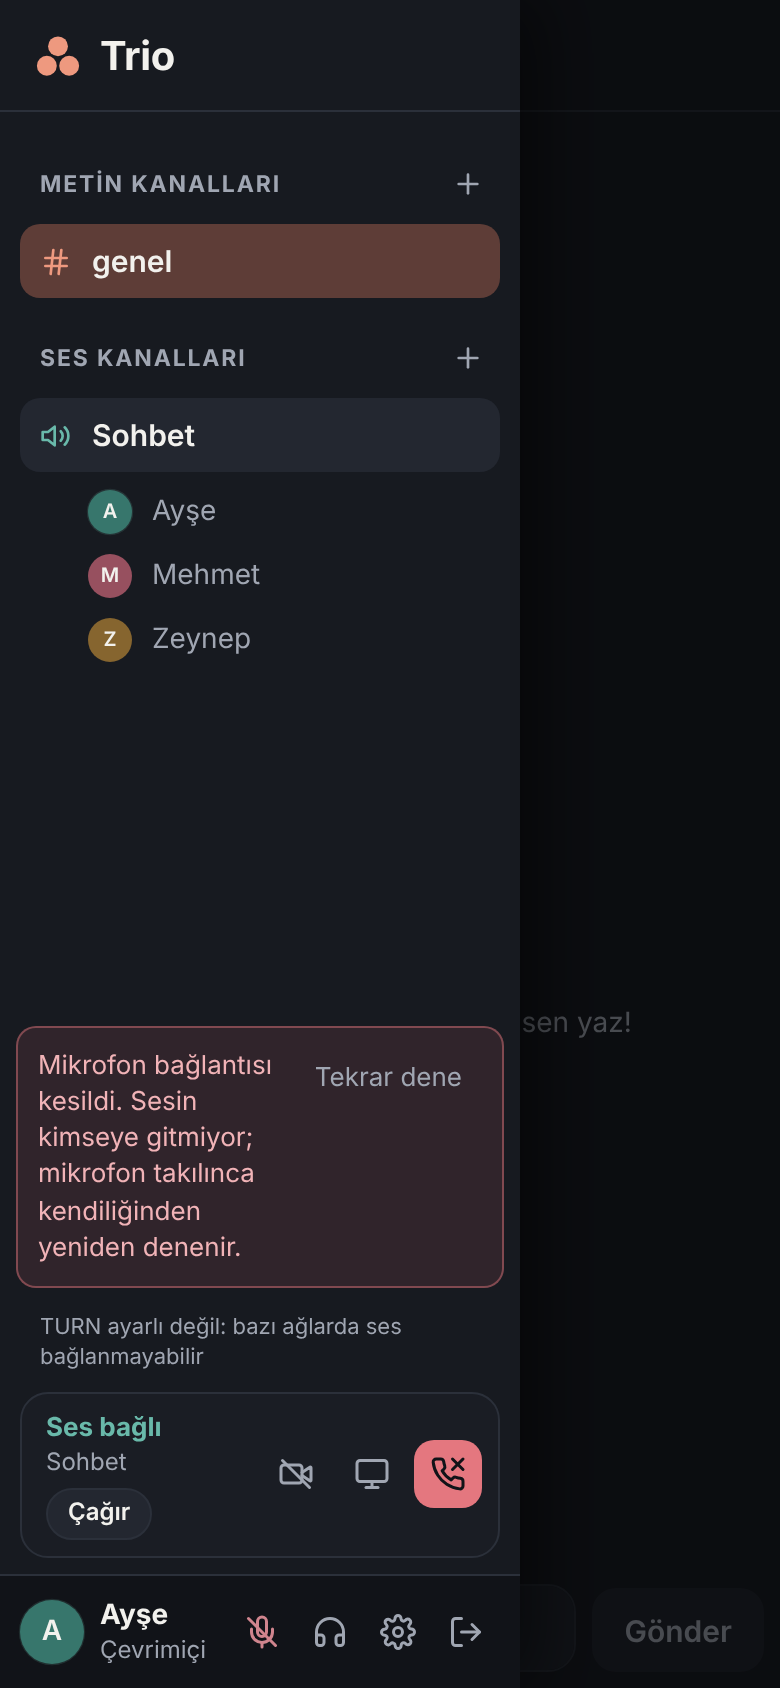 Trio
METİN KANALLARI
genel
SES KANALLARI
Sohbet
A Ayşe
M Mehmet
Z Zeynep
sen yaz!
Mikrofon bağlantısı
kesildi. Sesin
kimseye gitmiyor;
mikrofon takılınca
kendiliğinden
yeniden denenir.
Tekrar dene
TURN ayarlı değil: bazı ağlarda ses
bağlanmayabilir
Ses bağlı
Sohbet
Çağır
A Ayşe
Çevrimiçi
Gönder